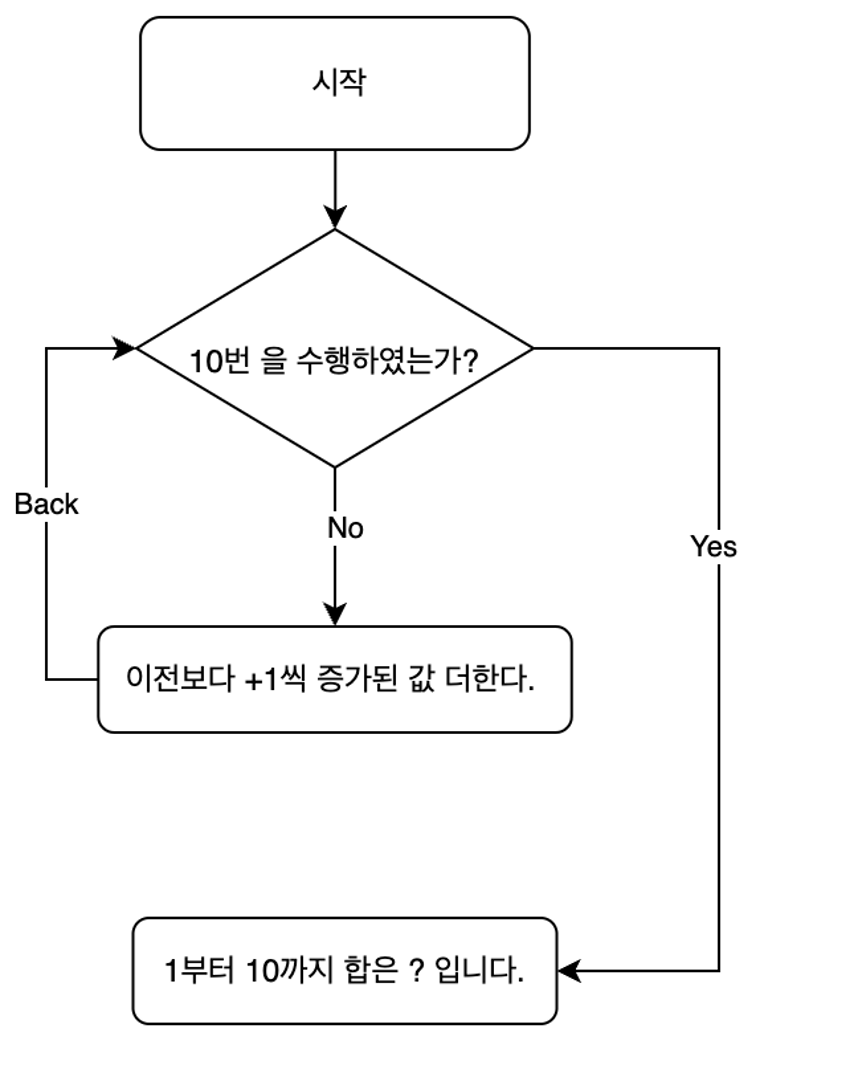 시작
10번 을 수행하였는가?
Back
No
Yes
이전보다 +1씩 증가된 값 더한다.
1부터 10까지 합은 ? 입니다.